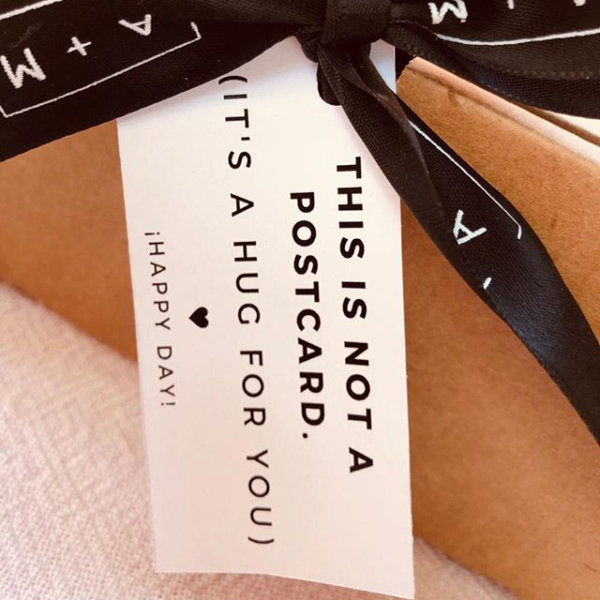 THIS IS NOT A
POSTCARD.
(IT'S A HUG FOR YOU)
¡HAPPY DAY!
A + M
M
A